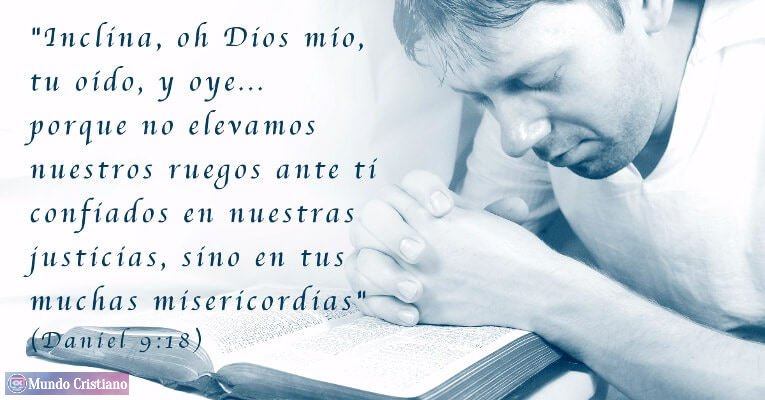 "Inclina, oh Dios mío,
tu oído, y oye...
porque no elevamos
nuestros ruegos ante ti
confiados en nuestras
justicias, sino en tus
muchas misericordias"
(Daniel 9:18)
Mundo Cristiano